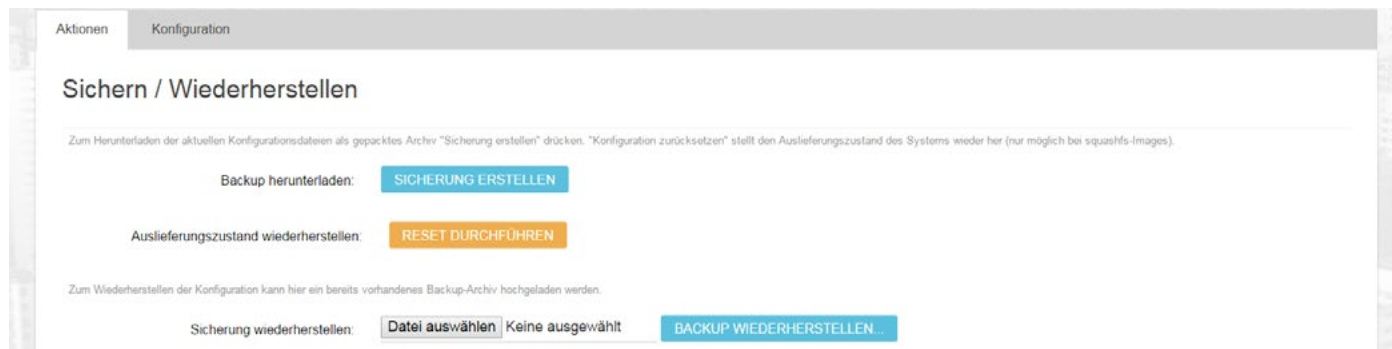 Aktionen Konfiguration
Sichern / Wiederherstellen
Zum Herunterladen der aktuellen Konfigurationsdateien als gepacktes Archiv "Sicherung erstellen" drücken. "Konfiguration zurücksetzen" stellt den Auslieferungszustand des Systems wieder her (nur möglich bei squashfs-Images).
Backup herunterladen: SICHERUNG ERSTELLEN
Auslieferungszustand wiederherstellen: RESET DURCHFÜHREN
Zum Wiederherstellen der Konfiguration kann hier ein bereits vorhandenes Backup-Archiv hochgeladen werden.
Sicherung wiederherstellen: Datei auswählen Keine ausgewählt BACKUP WIEDERHERSTELLEN...